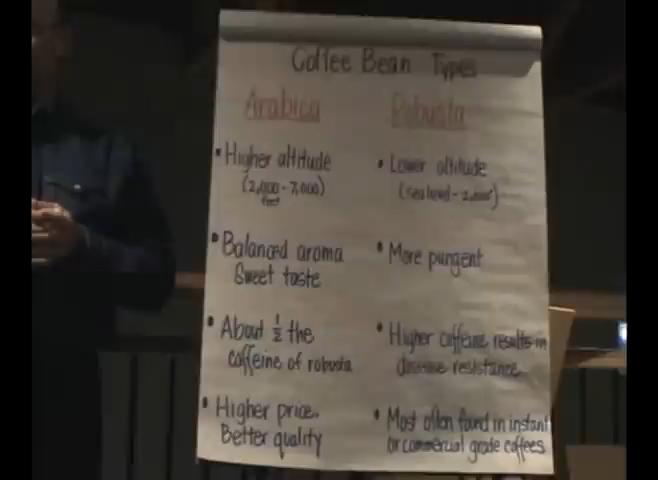 Coffee Bean Types
Arabica
• Higher altitude
(2,000 - 7,000)
feet
• Balanced aroma
Sweet taste
• About 1/2 the
caffeine of robusta
• Higher price.
Better quality
Robusta
• Lower altitude
(sea level - 2,000')
• More pungent
• Higher caffeine results in
disease resistance
• Most often found in instant
or commercial grade coffees